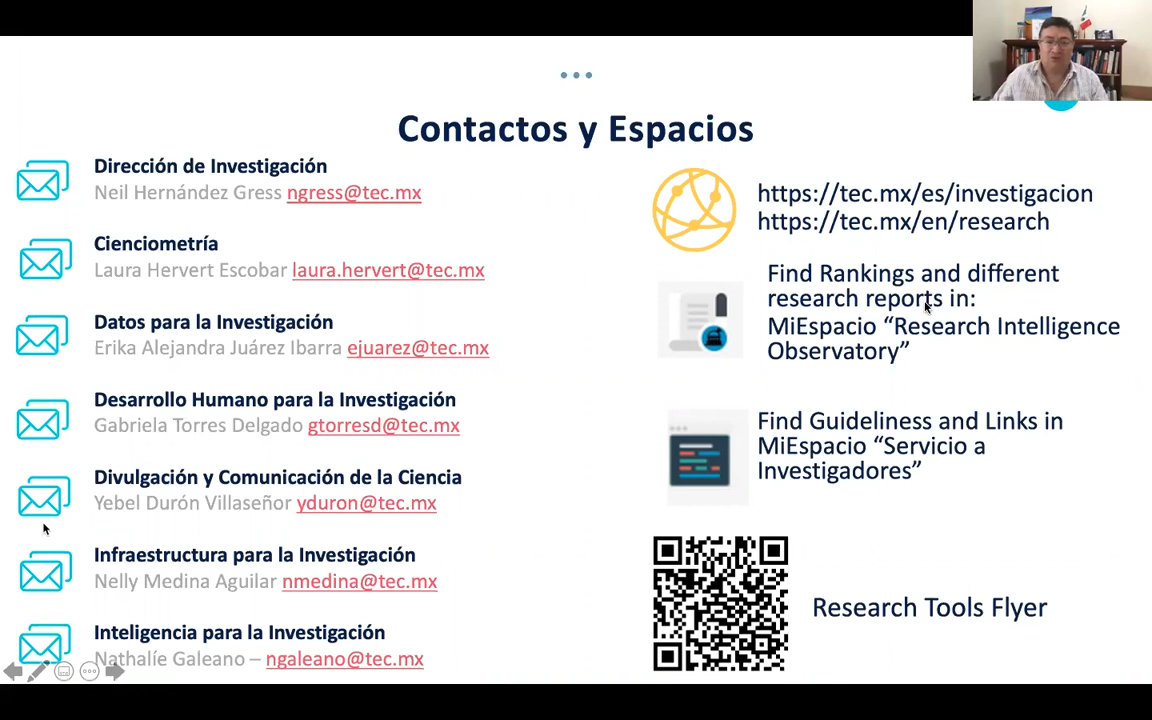 Contactos y Espacios
Dirección de Investigación
Neil Hernández Gress ngress@tec.mx
Cienciometría
Laura Hervert Escobar laura.hervert@tec.mx
Datos para la Investigación
Erika Alejandra Juárez Ibarra ejuarez@tec.mx
Desarrollo Humano para la Investigación
Gabriela Torres Delgado gtorresd@tec.mx
Divulgación y Comunicación de la Ciencia
Yebel Durón Villaseñor yduron@tec.mx
Infraestructura para la Investigación
Nelly Medina Aguilar nmedina@tec.mx
Inteligencia para la Investigación
Nathalíe Galeano – ngaleano@tec.mx
https://tec.mx/es/investigacion
https://tec.mx/en/research
Find Rankings and different
research reports in:
MiEspacio “Research Intelligence
Observatory”
Find Guideliness and Links in
MiEspacio “Servicio a
Investigadores”
Research Tools Flyer